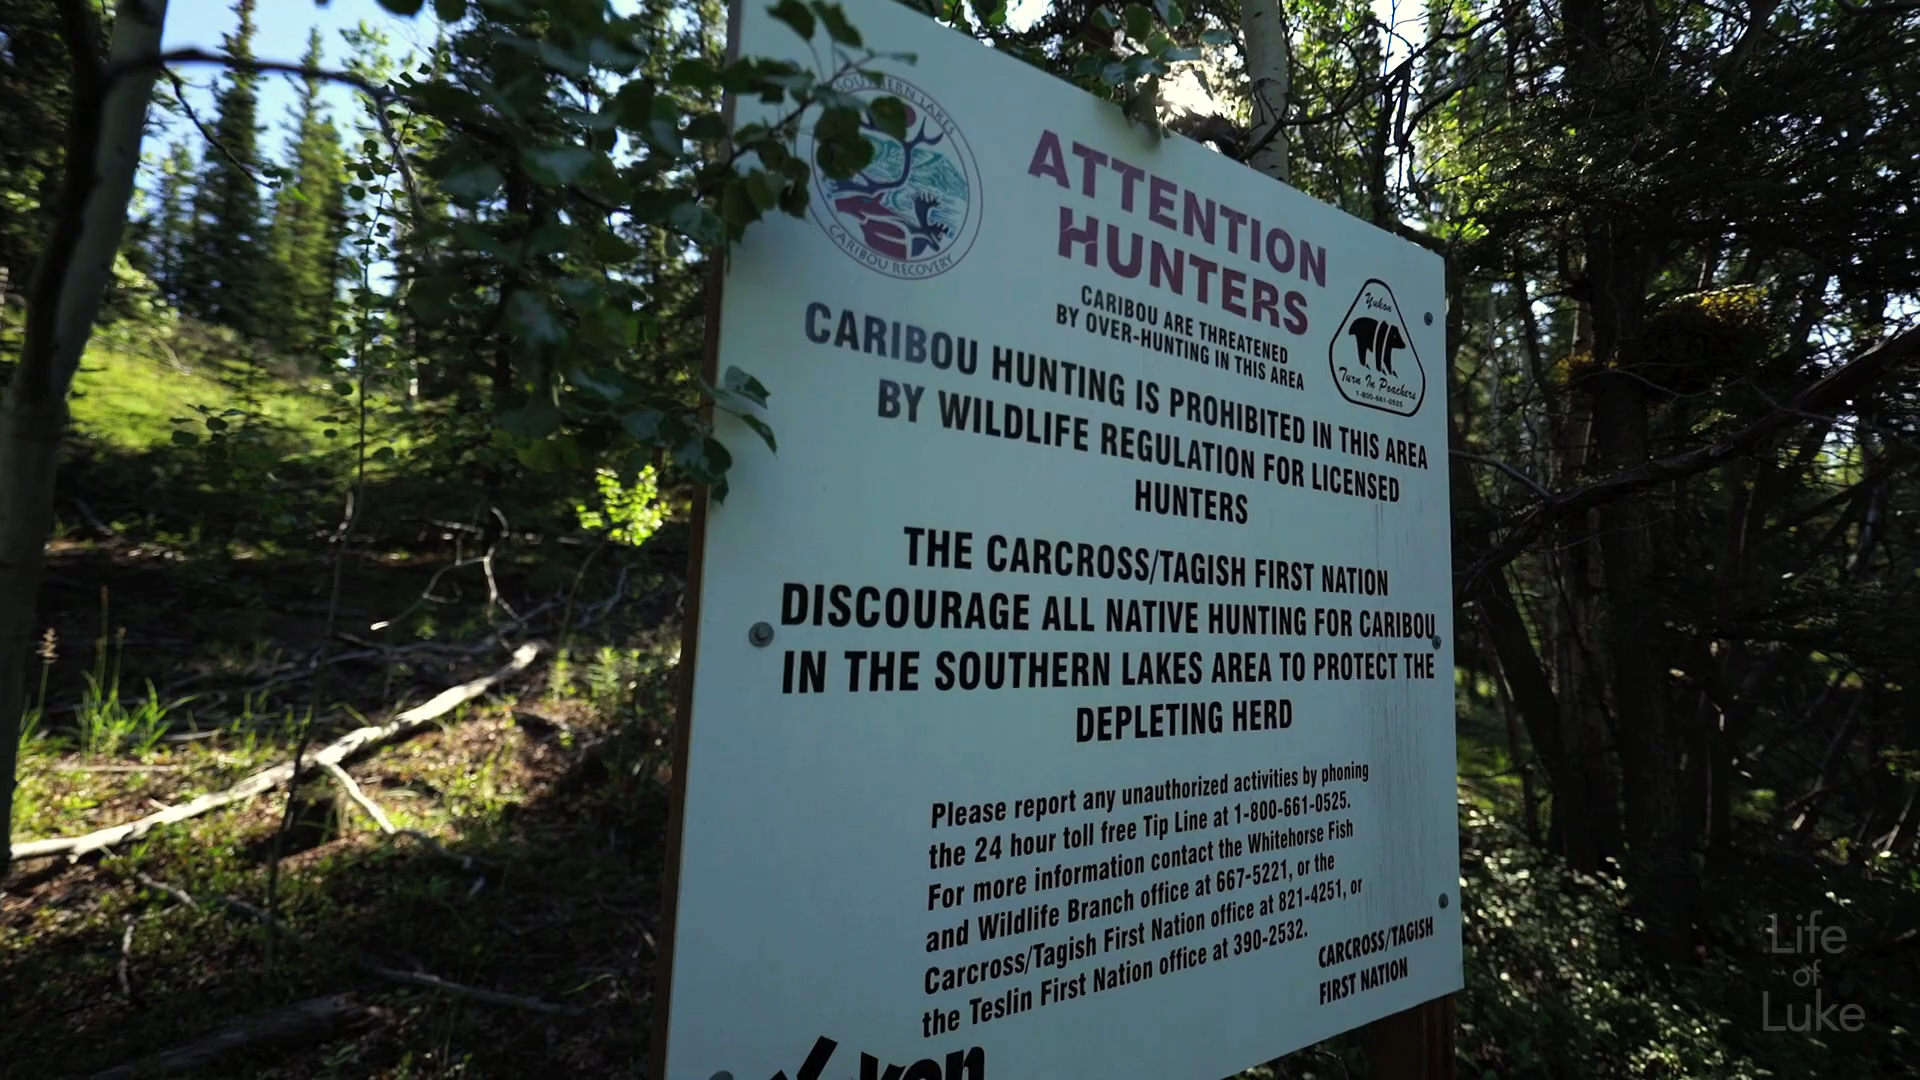 SOUTHERN LAKES
CARIBOU RECOVERY
ATTENTION
HUNTERS
CARIBOU ARE THREATENED
BY OVER-HUNTING IN THIS AREA
Yukon
Turn In Poachers
1-800-661-0525
CARIBOU HUNTING IS PROHIBITED IN THIS AREA
BY WILDLIFE REGULATION FOR LICENSED
HUNTERS
THE CARCROSS/TAGISH FIRST NATION
DISCOURAGE ALL NATIVE HUNTING FOR CARIBOU
IN THE SOUTHERN LAKES AREA TO PROTECT THE
DEPLETING HERD
Please report any unauthorized activities by phoning
the 24 hour toll free Tip Line at 1-800-661-0525.
For more information contact the Whitehorse Fish
and Wildlife Branch office at 667-5221, or the
Carcross/Tagish First Nation office at 821-4251, or
the Teslin First Nation office at 390-2532.
CARCROSS/TAGISH
FIRST NATION
Life
of
Luke